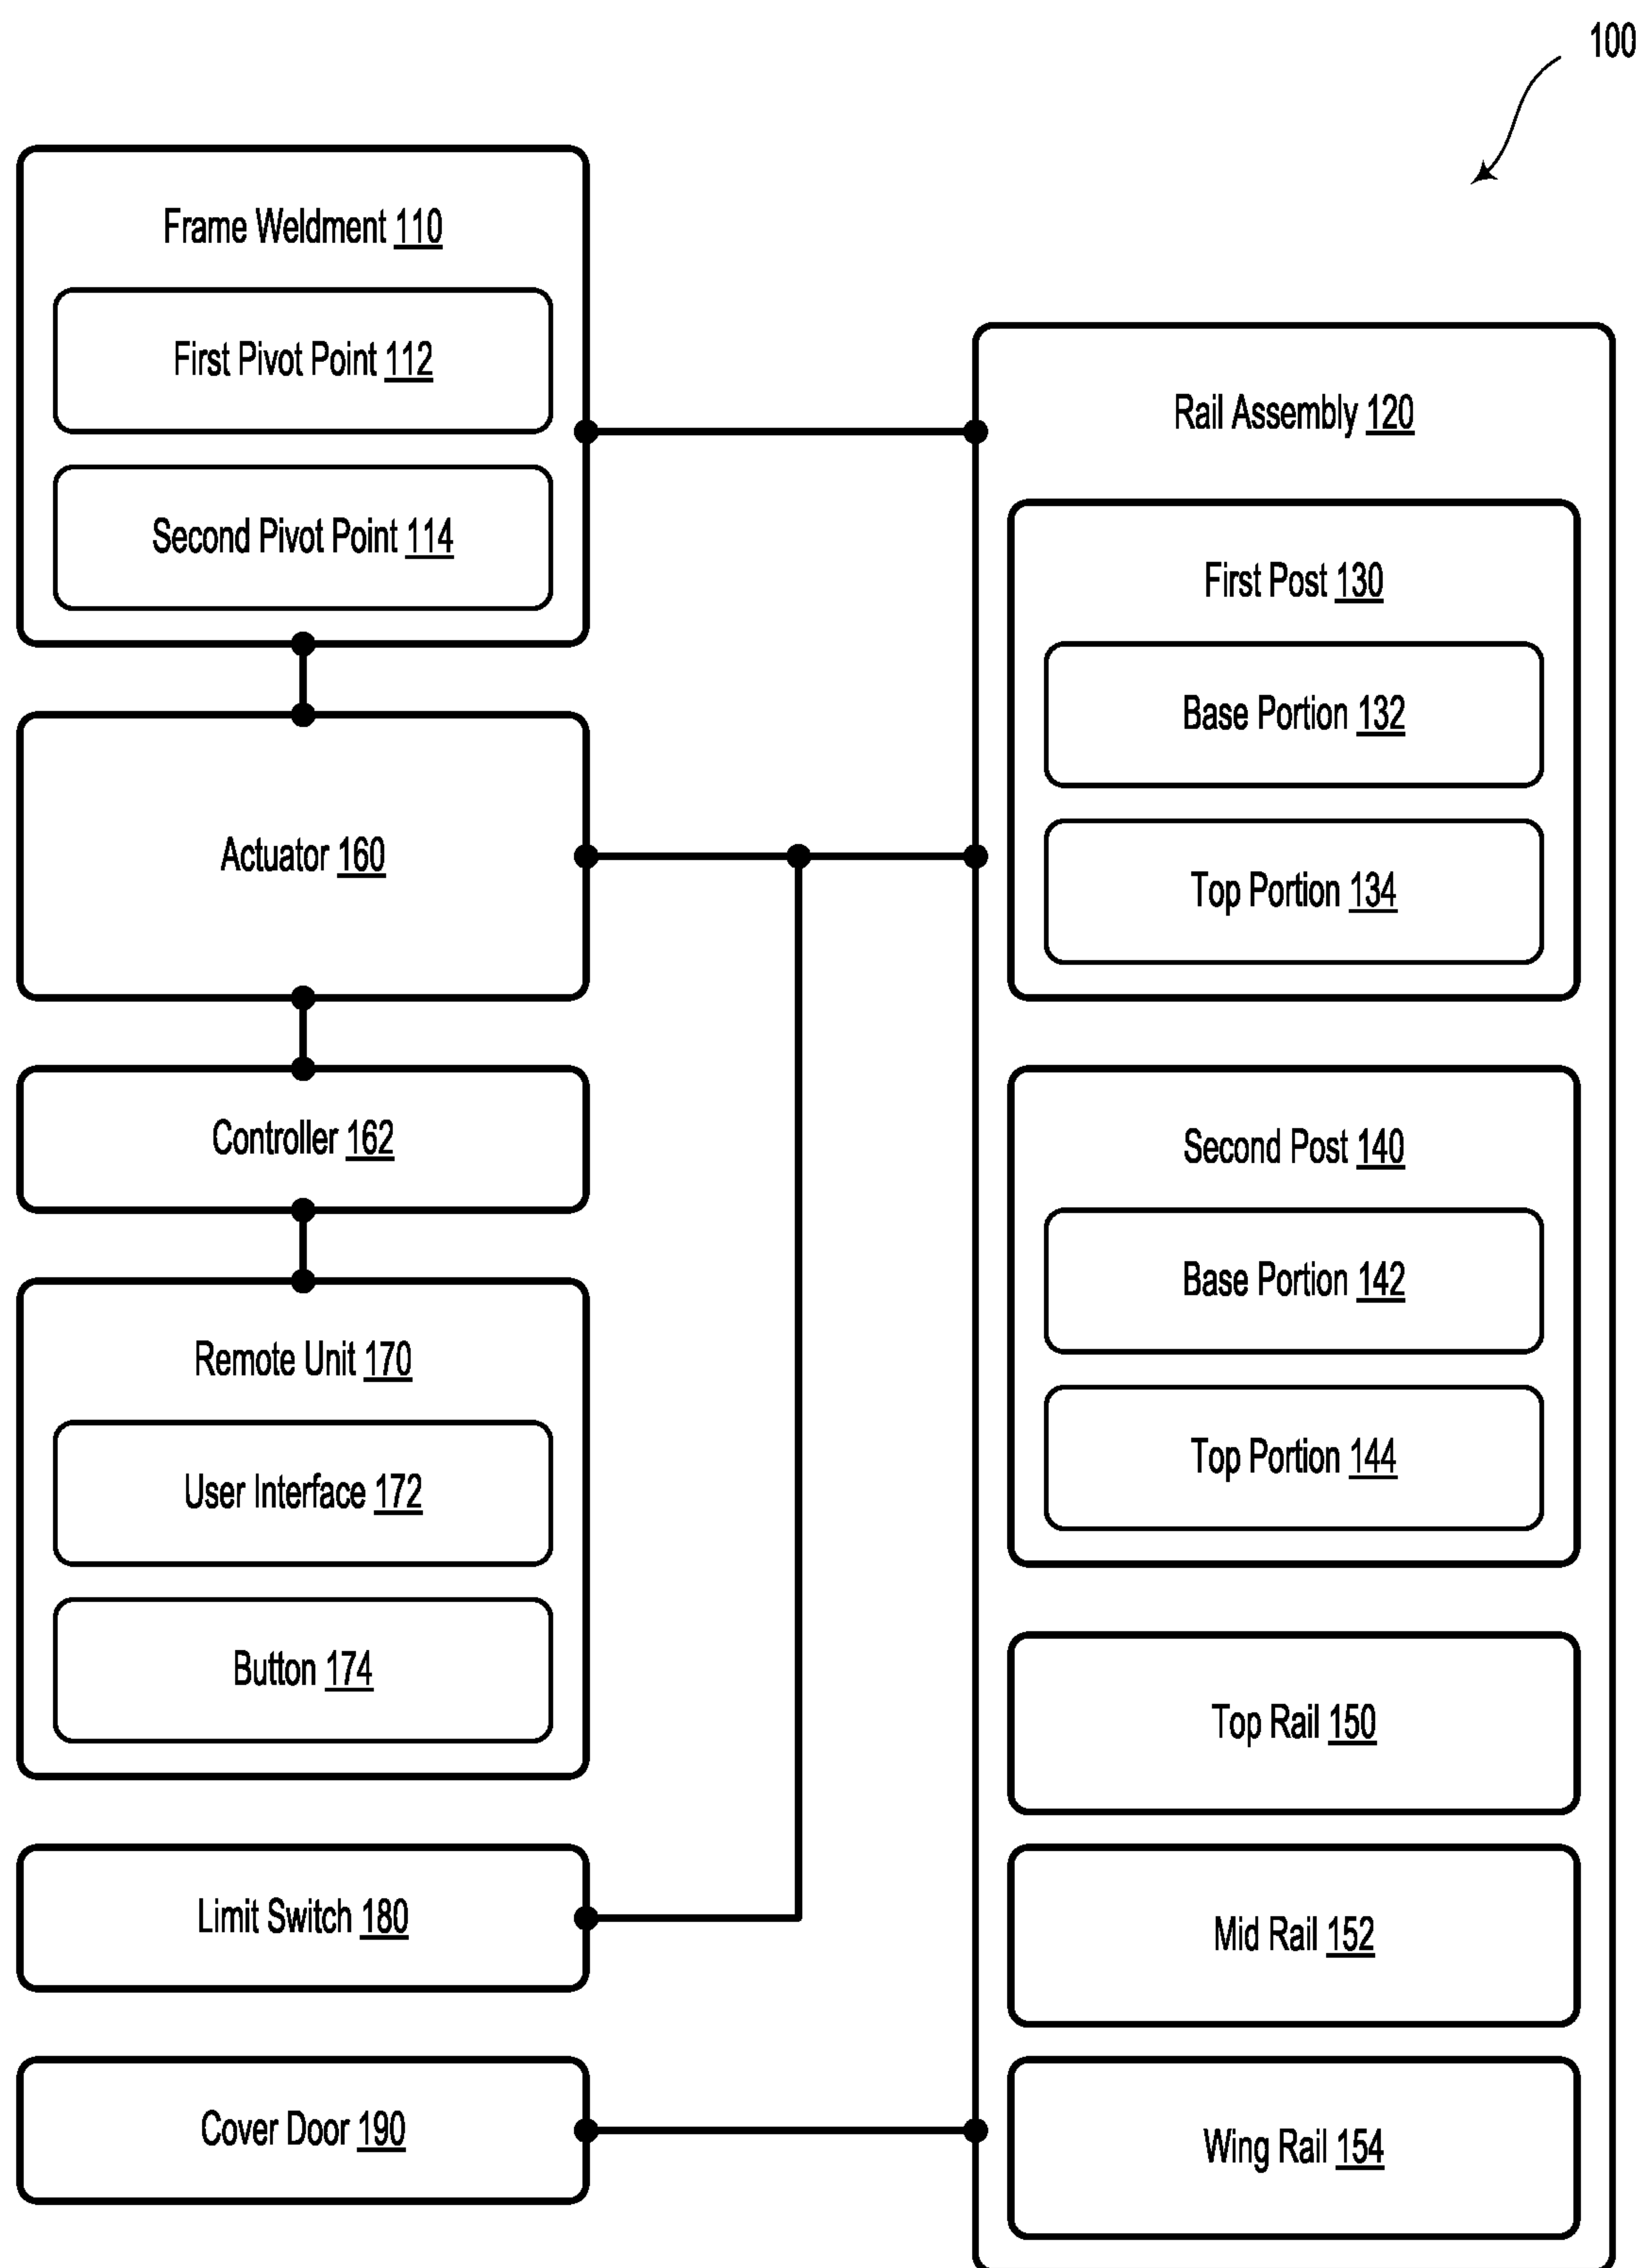 100
Frame Weldment 110
First Pivot Point 112
Second Pivot Point 114
Actuator 160
Controller 162
Remote Unit 170
User Interface 172
Button 174
Limit Switch 180
Cover Door 190
Rail Assembly 120
First Post 130
Base Portion 132
Top Portion 134
Second Post 140
Base Portion 142
Top Portion 144
Top Rail 150
Mid Rail 152
Wing Rail 154